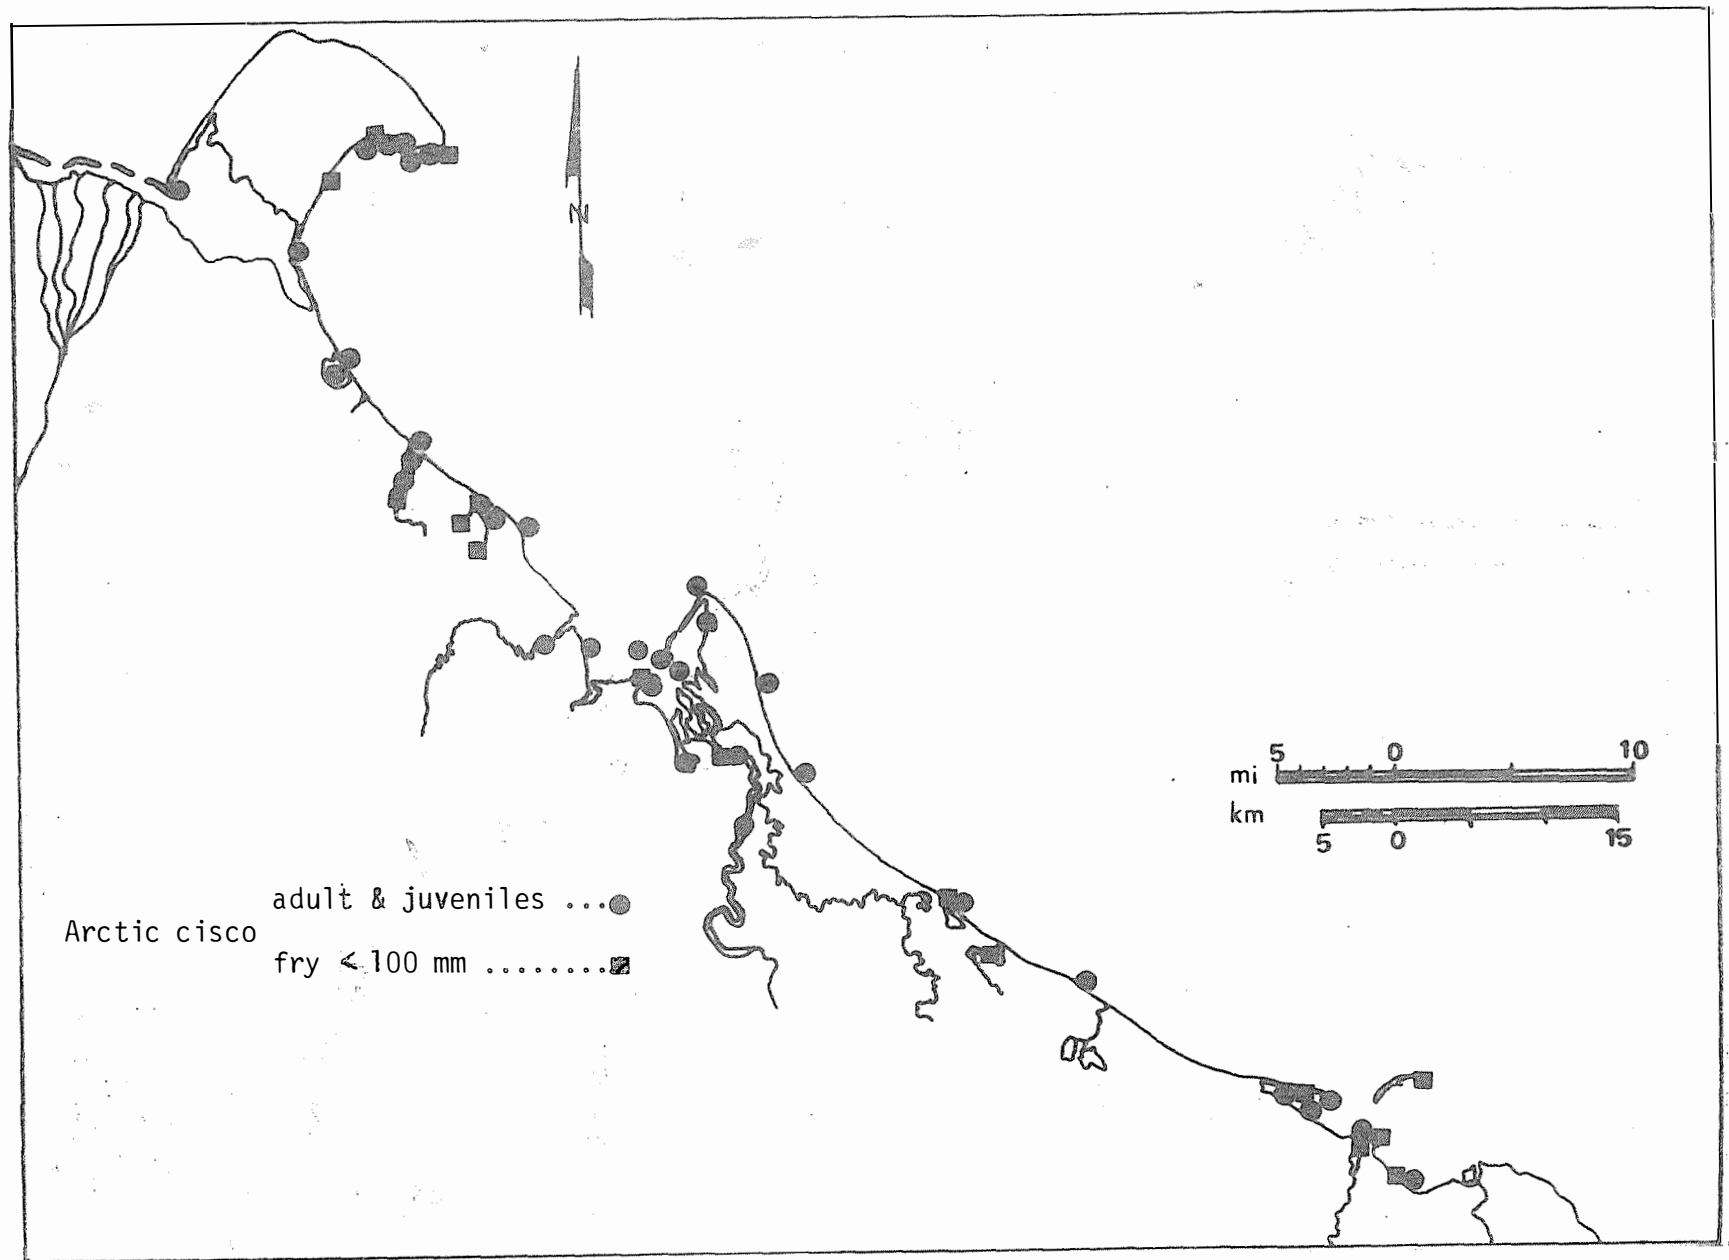 N
5 0 10
mi
km
5 0 15
adult & juveniles ...
Arctic cisco
fry < 100 mm ........